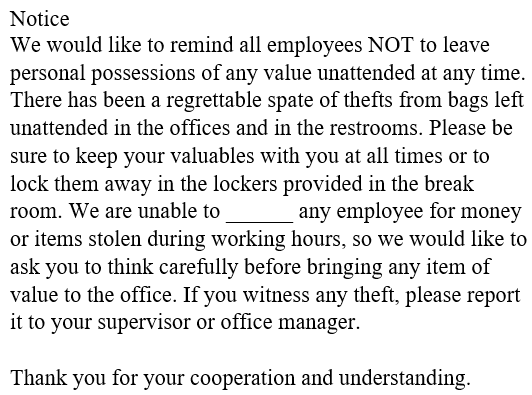 Notice
We would like to remind all employees NOT to leave
personal possessions of any value unattended at any time.
There has been a regrettable spate of thefts from bags left
unattended in the offices and in the restrooms. Please be
sure to keep your valuables with you at all times or to
lock them away in the lockers provided in the break
room. We are unable to ______ any employee for money
or items stolen during working hours, so we would like to
ask you to think carefully before bringing any item of
value to the office. If you witness any theft, please report
it to your supervisor or office manager.
Thank you for your cooperation and understanding.